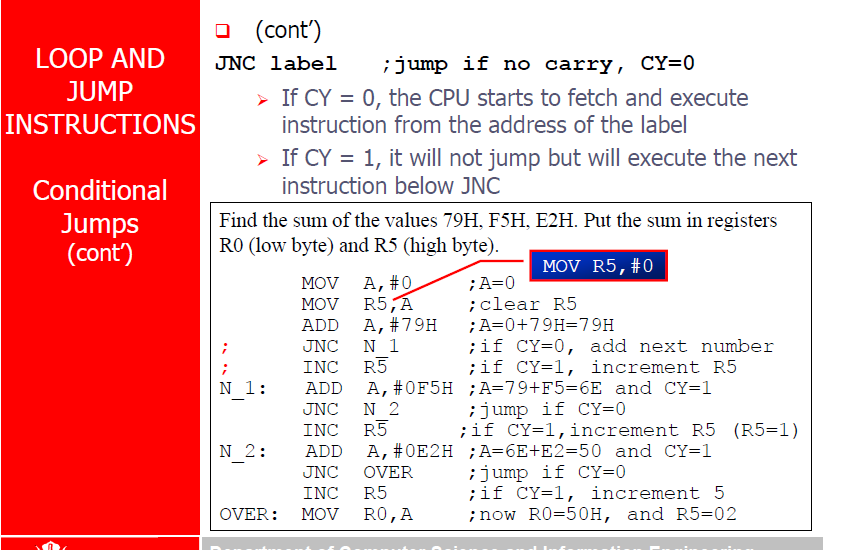 LOOP AND
JUMP
INSTRUCTIONS
Conditional
Jumps
(cont’)
(cont’)
JNC label ;jump if no carry, CY=0
If CY = 0, the CPU starts to fetch and execute
instruction from the address of the label
If CY = 1, it will not jump but will execute the next
instruction below JNC
Find the sum of the values 79H, F5H, E2H. Put the sum in registers
R0 (low byte) and R5 (high byte).
MOV R5,#0
MOV A,#0 ;A=0
MOV R5,A ;clear R5
ADD A,#79H ;A=0+79H=79H
; JNC N_1 ;if CY=0, add next number
; INC R5 ;if CY=1, increment R5
N_1: ADD A,#0F5H ;A=79+F5=6E and CY=1
JNC N_2 ;jump if CY=0
INC R5 ;if CY=1,increment R5 (R5=1)
N_2: ADD A,#0E2H ;A=6E+E2=50 and CY=1
JNC OVER ;jump if CY=0
INC R5 ;if CY=1, increment 5
OVER: MOV R0,A ;now R0=50H, and R5=02
Department of Computer Science and Information Engineering